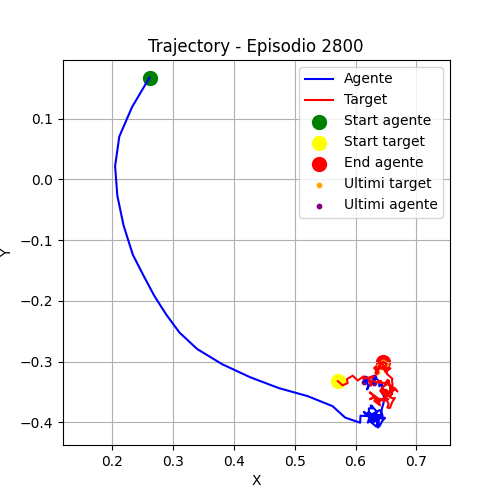 Trajectory - Episodio 2800
Agente
Target
Start agente
Start target
End agente
Ultimi target
Ultimi agente
0.1
0.0
−0.1
−0.2
−0.3
−0.4
Y
0.2
0.3
0.4
0.5
0.6
0.7
X